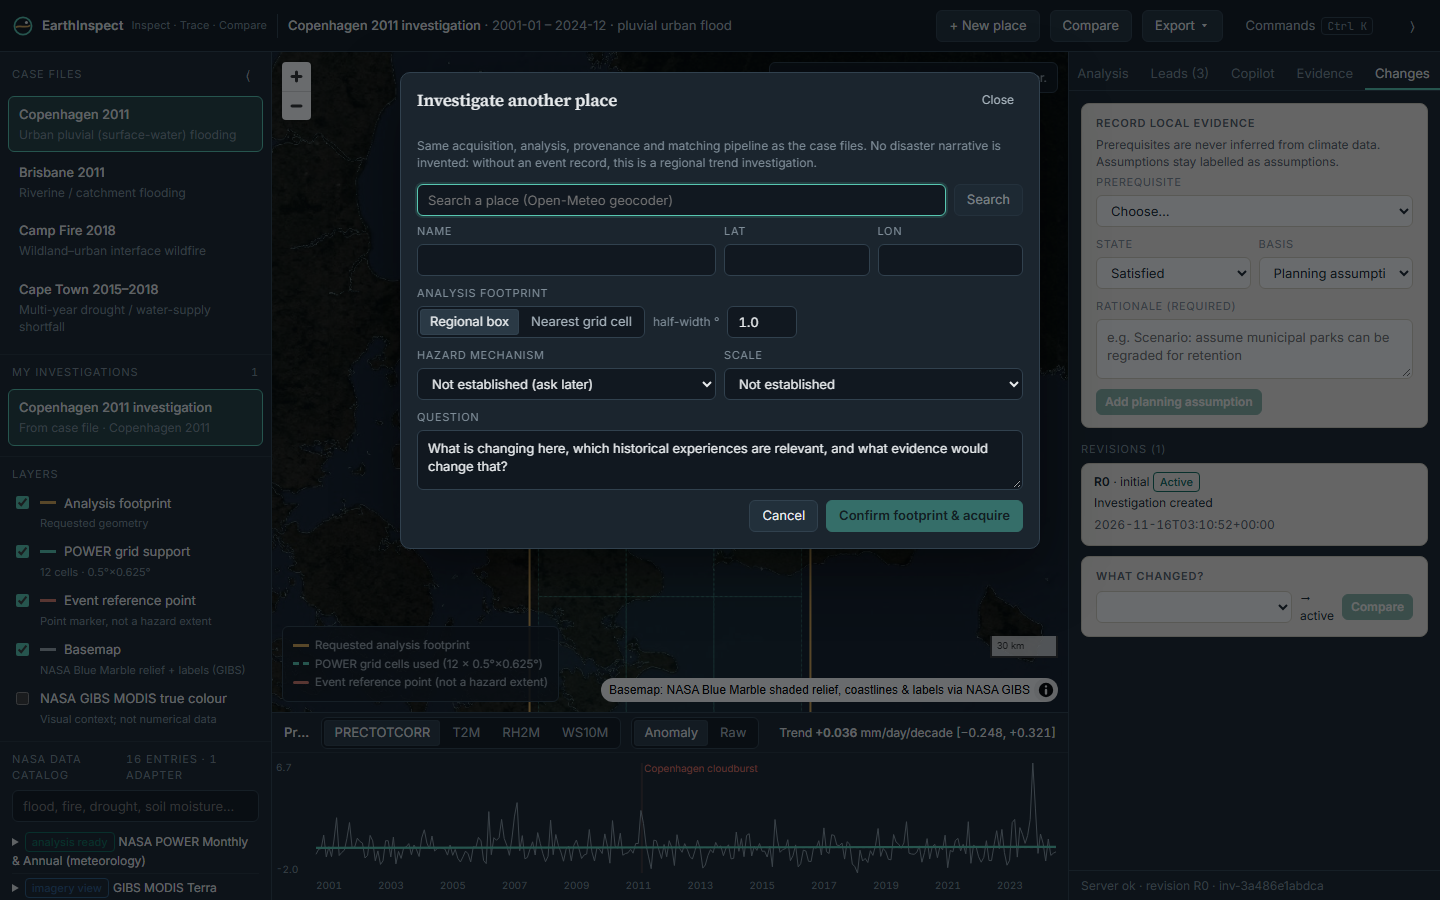 EarthInspect
Inspect · Trace · Compare
Copenhagen 2011 investigation · 2001-01 – 2024-12 · pluvial urban flood
+ New place
Compare
Export
Commands
Ctrl K
CASE FILES
Copenhagen 2011
Urban pluvial (surface-water) flooding
Brisbane 2011
Riverine / catchment flooding
Camp Fire 2018
Wildland–urban interface wildfire
Cape Town 2015–2018
Multi-year drought / water-supply
shortfall
MY INVESTIGATIONS
1
Copenhagen 2011 investigation
From case file · Copenhagen 2011
LAYERS
Analysis footprint
Requested geometry
POWER grid support
12 cells · 0.5°×0.625°
Event reference point
Point marker, not a hazard extent
Basemap
NASA Blue Marble relief + labels (GIBS)
NASA GIBS MODIS true colour
Visual context; not numerical data
NASA DATA
CATALOG
16 ENTRIES · 1
ADAPTER
flood, fire, drought, soil moisture...
analysis ready NASA POWER Monthly
& Annual (meteorology)
imagery view GIBS MODIS Terra
+
−
r.
Investigate another place
Close
Same acquisition, analysis, provenance and matching pipeline as the case files. No disaster narrative is
invented: without an event record, this is a regional trend investigation.
Search a place (Open-Meteo geocoder)
Search
NAME
LAT
LON
ANALYSIS FOOTPRINT
Regional box
Nearest grid cell
half-width °
1.0
HAZARD MECHANISM
SCALE
Not established (ask later)
Not established
QUESTION
What is changing here, which historical experiences are relevant, and what evidence would
change that?
Cancel
Confirm footprint & acquire
Requested analysis footprint
POWER grid cells used (12 × 0.5°×0.625°)
Event reference point (not a hazard extent)
30 km
Basemap: NASA Blue Marble shaded relief, coastlines & labels via NASA GIBS
Pr...
PRECTOTCORR
T2M
RH2M
WS10M
Anomaly
Raw
Trend +0.036 mm/day/decade [−0.248, +0.321]
6.7
Copenhagen cloudburst
-2.0
2001
2003
2005
2007
2009
2011
2013
2015
2017
2019
2021
2023
Analysis
Leads (3)
Copilot
Evidence
Changes
RECORD LOCAL EVIDENCE
Prerequisites are never inferred from climate data.
Assumptions stay labelled as assumptions.
PREREQUISITE
Choose...
STATE
BASIS
Satisfied
Planning assumpti
RATIONALE (REQUIRED)
e.g. Scenario: assume municipal parks can be
regraded for retention
Add planning assumption
REVISIONS (1)
R0 · initial Active
Investigation created
2026-11-16T03:10:52+00:00
WHAT CHANGED?
→
active
Compare
Server ok · revision R0 · inv-3a486e1abdca